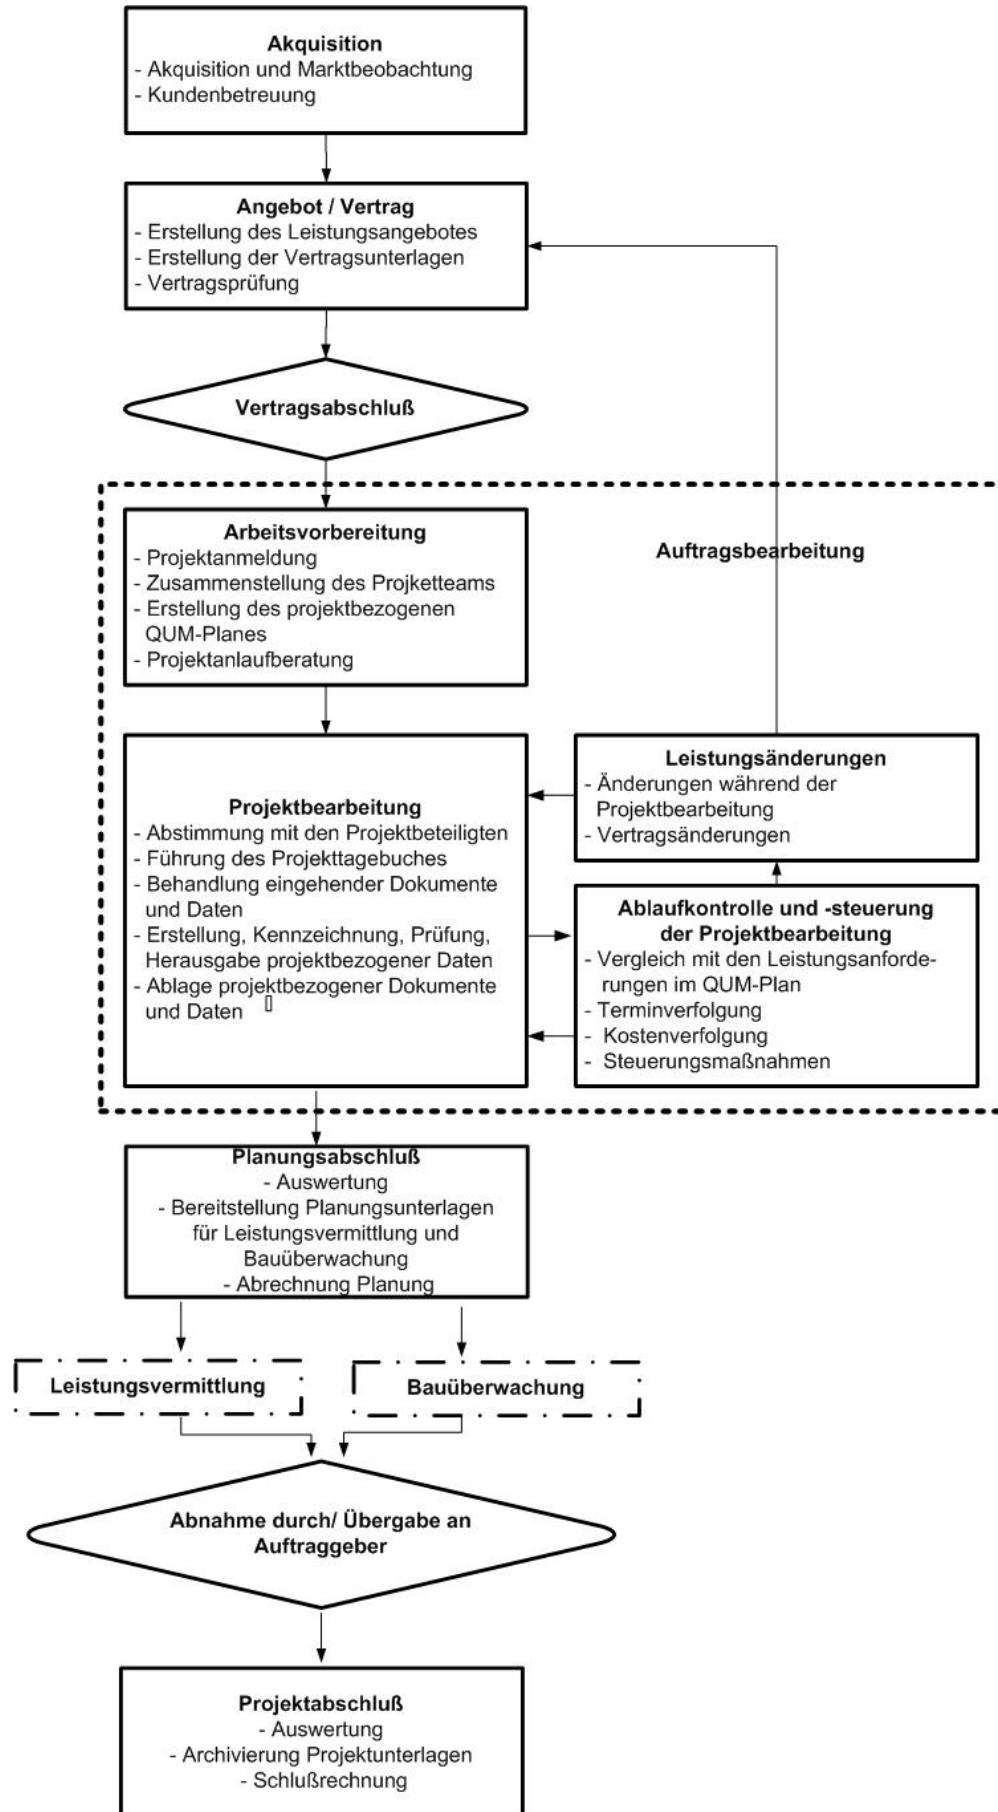 Akquisition
- Akquisition und Marktbeobachtung
- Kundenbetreuung
Angebot / Vertrag
- Erstellung des Leistungsangebotes
- Erstellung der Vertragsunterlagen
- Vertragsprüfung
Vertragsabschluß
Auftragsbearbeitung
Arbeitsvorbereitung
- Projektanmeldung
- Zusammenstellung des Projketteams
- Erstellung des projektbezogenen
QUM-Planes
- Projektanlaufberatung
Projektbearbeitung
- Abstimmung mit den Projektbeteiligten
- Führung des Projekttagebuches
- Behandlung eingehender Dokumente
und Daten
- Erstellung, Kennzeichnung, Prüfung,
Herausgabe projektbezogener Daten
- Ablage projektbezogener Dokumente
und Daten
Leistungsänderungen
- Änderungen während der
Projektbearbeitung
- Vertragsänderungen
Ablaufkontrolle und -steuerung
der Projektbearbeitung
- Vergleich mit den Leistungsanforde-
rungen im QUM-Plan
- Terminverfolgung
- Kostenverfolgung
- Steuerungsmaßnahmen
Planungsabschluß
- Auswertung
- Bereitstellung Planungsunterlagen
für Leistungsvermittlung und
Bauüberwachung
- Abrechnung Planung
Leistungsvermittlung
Bauüberwachung
Abnahme durch/ Übergabe an
Auftraggeber
Projektabschluß
- Auswertung
- Archivierung Projektunterlagen
- Schlußrechnung